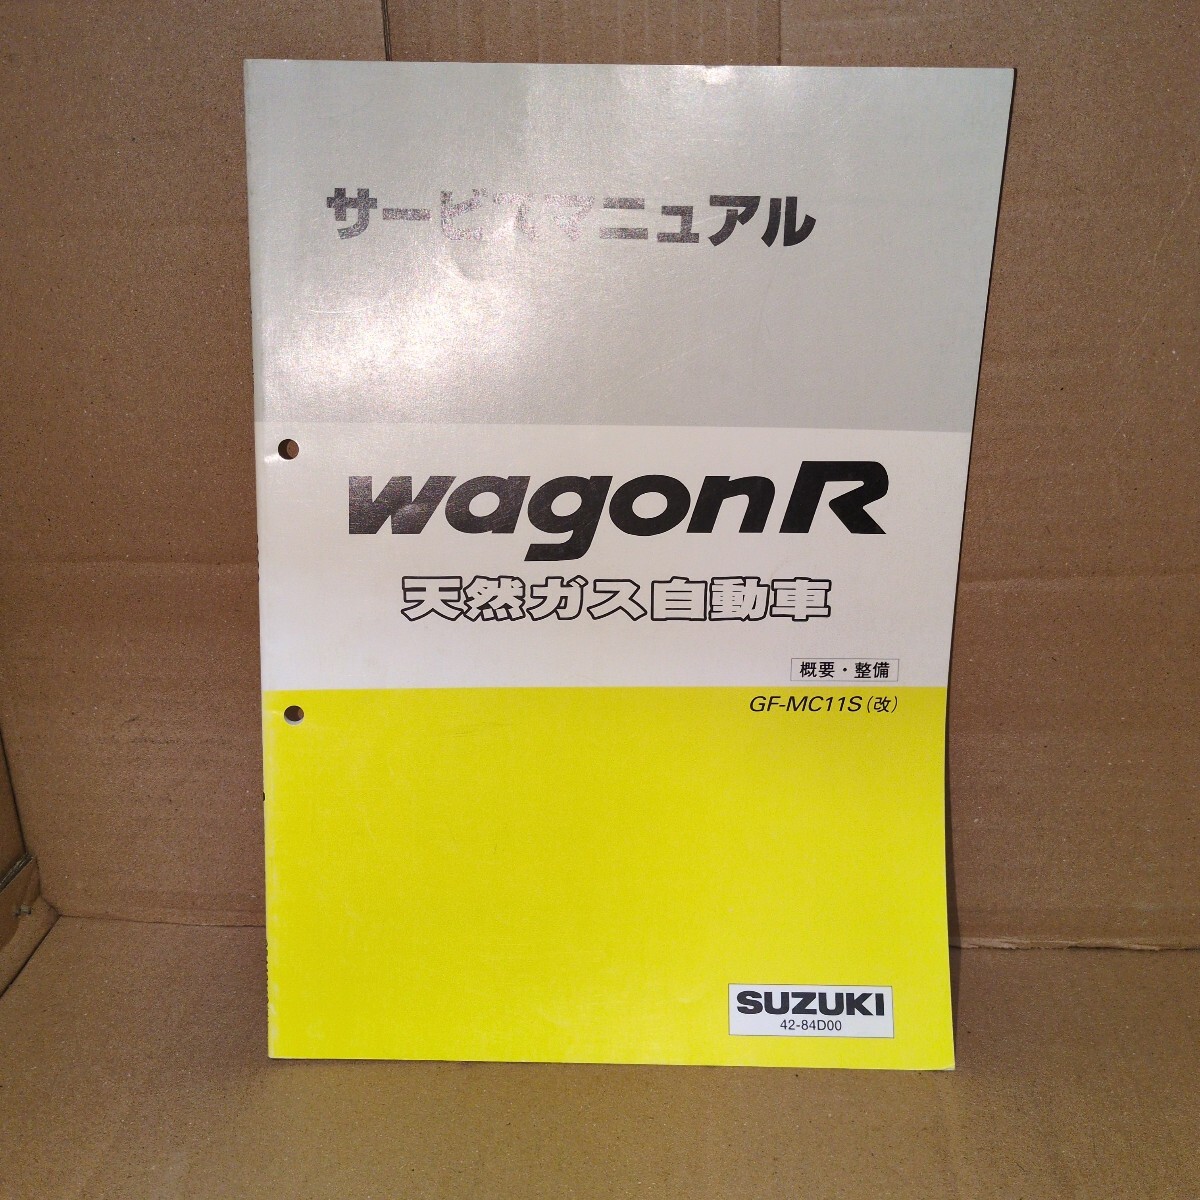 サービスマニュアル
wagonR
天然ガス自動車
概要・整備
GF-MC11S(改)
SUZUKI
42-84D00